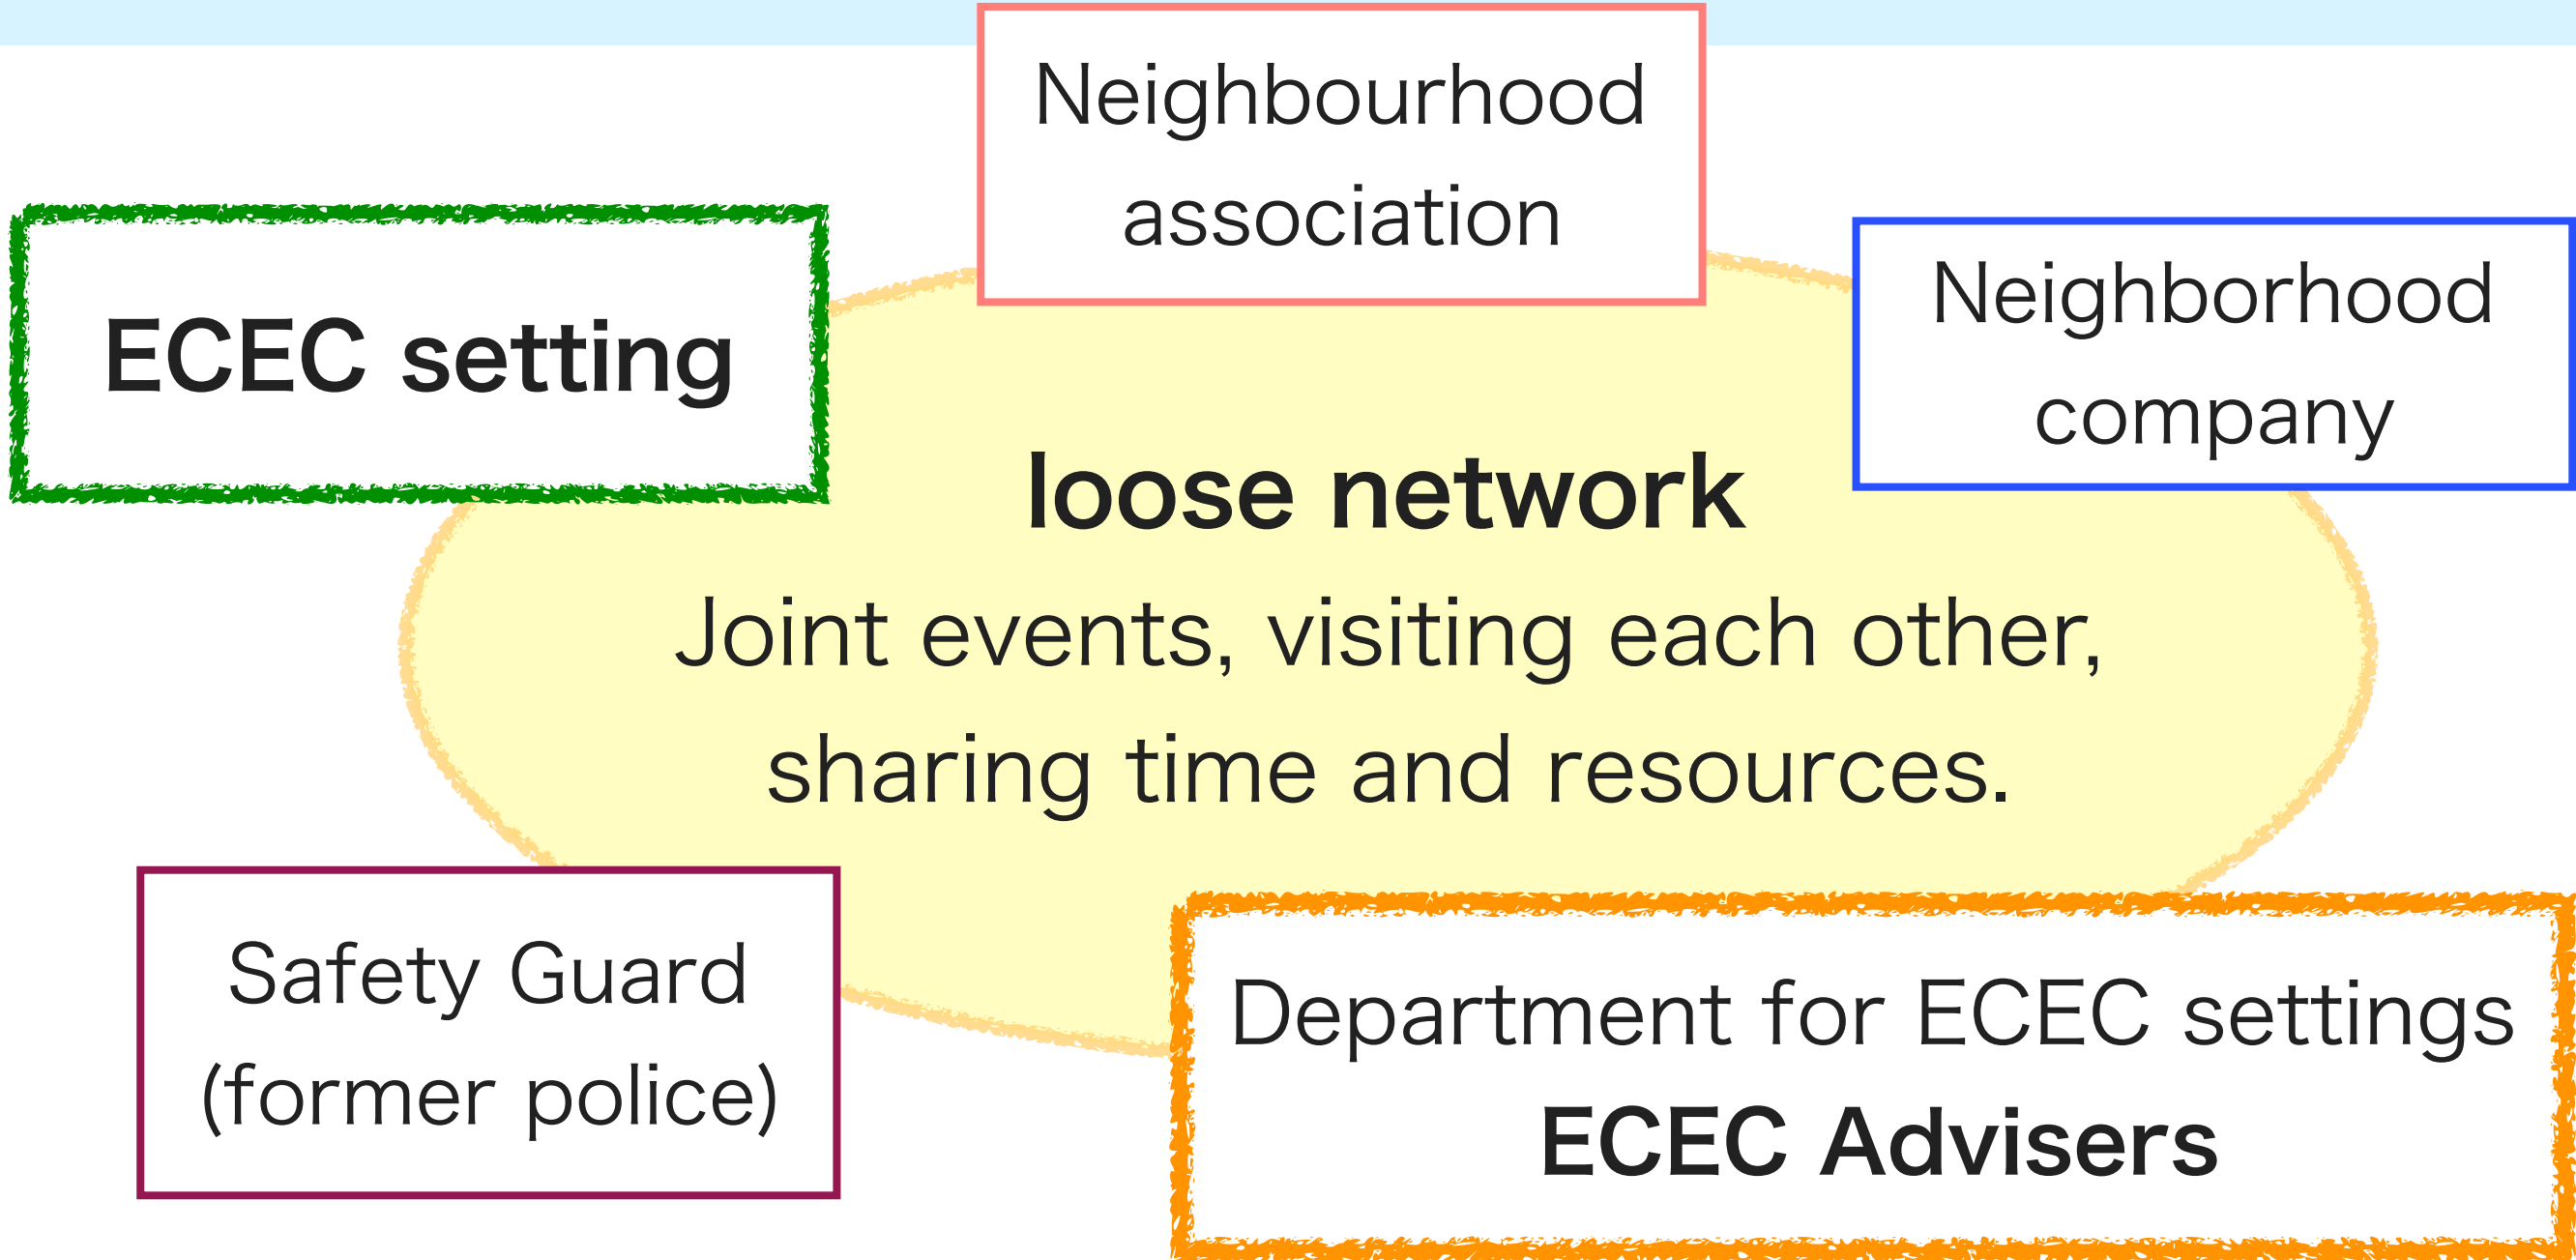 Neighbourhood
association
ECEC setting
Neighborhood
company
loose network
Joint events, visiting each other,
sharing time and resources.
Safety Guard
(former police)
Department for ECEC settings
ECEC Advisers